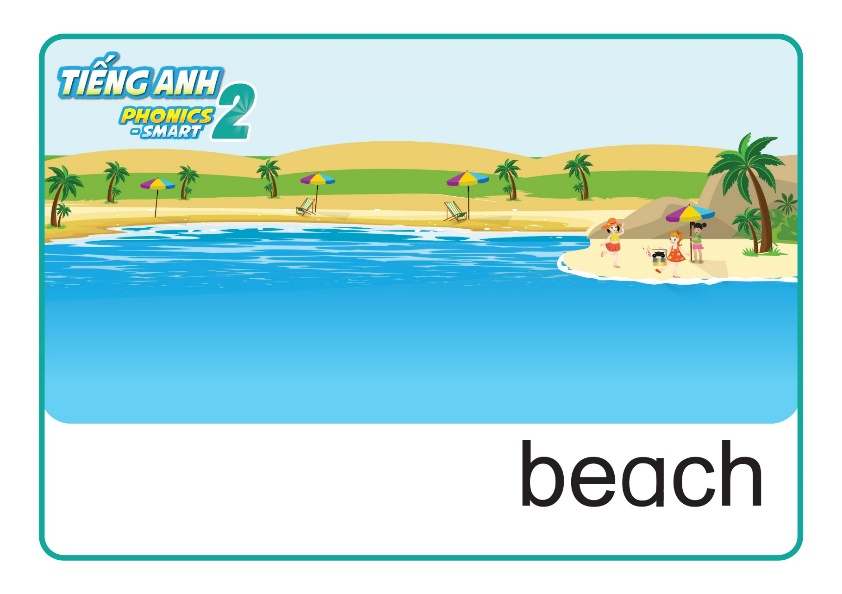 TIẾNG ANH
PHONICS
- SMART 2
beach